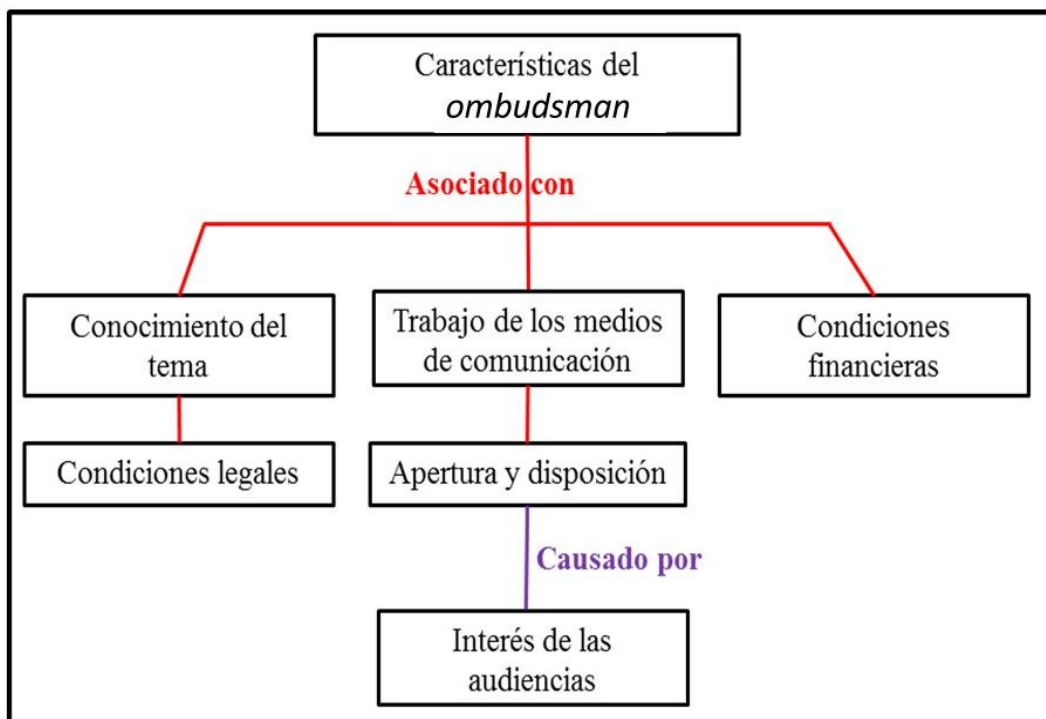 Características del
ombudsman
Asociado con
Conocimiento del
tema
Trabajo de los medios
de comunicación
Condiciones
financieras
Condiciones legales
Apertura y disposición
Causado por
Interés de las
audiencias